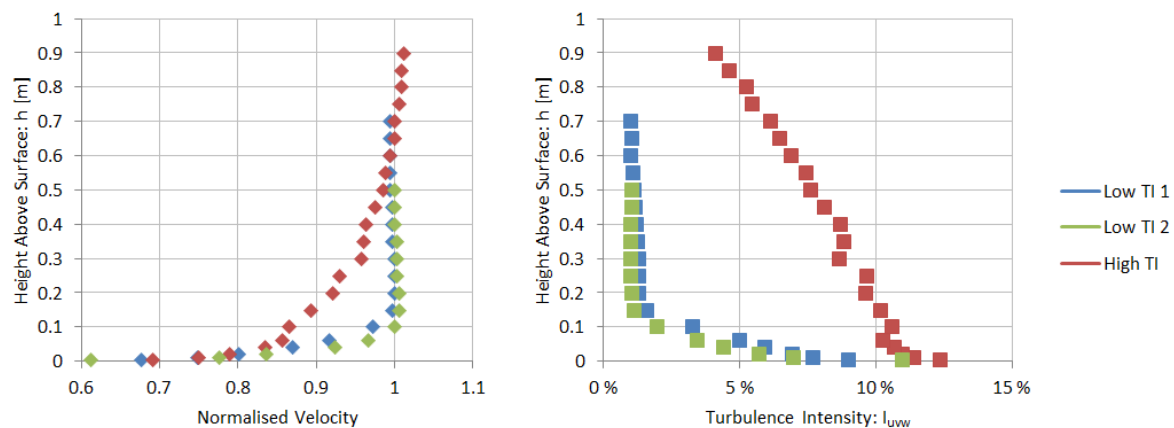 1
0.9
0.8
0.7
0.6
0.5
0.4
0.3
0.2
0.1
0
Height Above Surface: h [m]
0.6 0.7 0.8 0.9 1 1.1
Normalised Velocity
1
0.9
0.8
0.7
0.6
0.5
0.4
0.3
0.2
0.1
0
Height Above Surface: h [m]
0 % 5 % 10 % 15 %
Turbulence Intensity: Iuvw
Low TI 1
Low TI 2
High TI